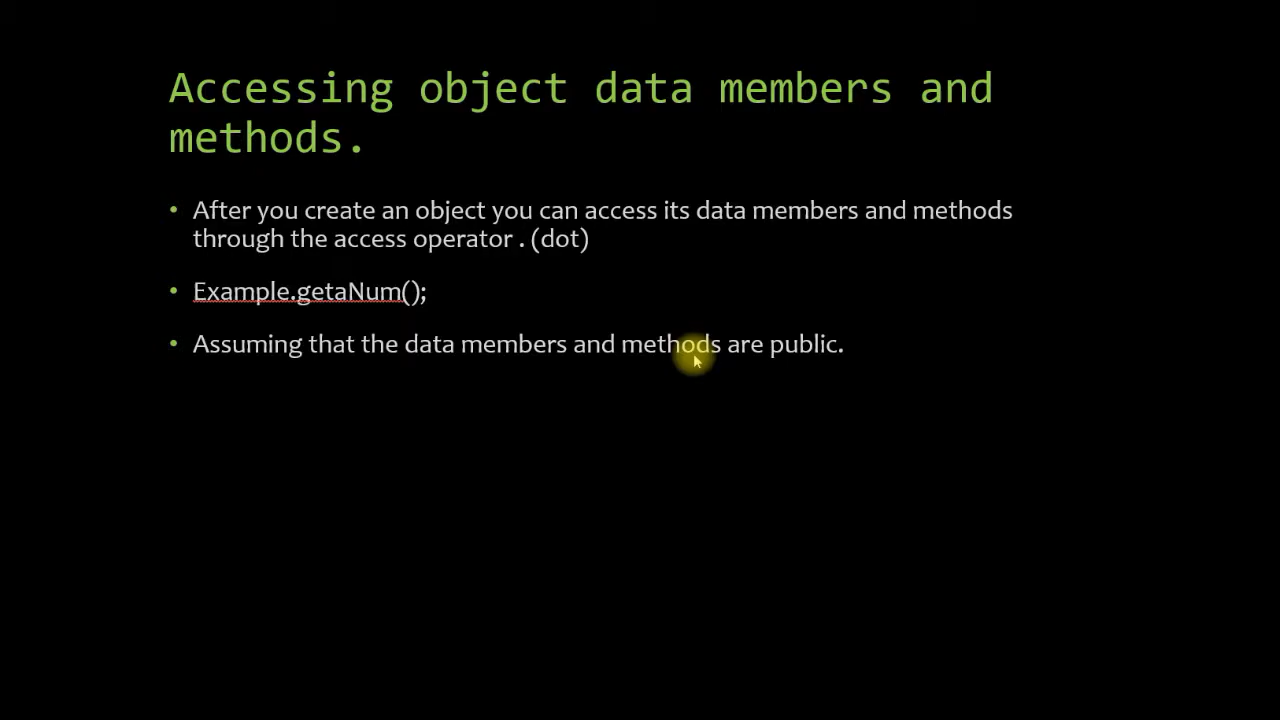 Accessing object data members and
methods.
• After you create an object you can access its data members and methods
through the access operator . (dot)
• Example.getaNum();
• Assuming that the data members and methods are public.